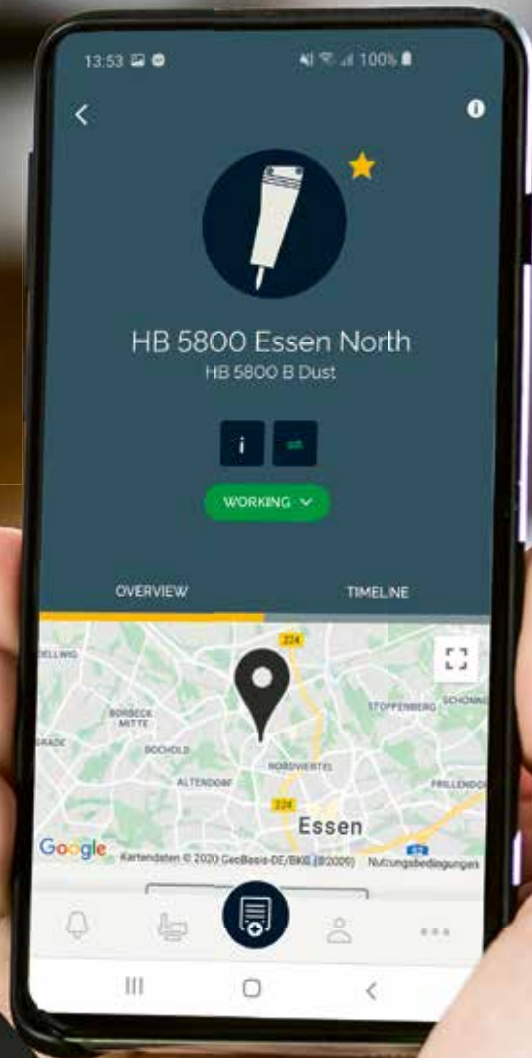 13:53
100%
HB 5800 Essen North
HB 5800 B Dust
i
WORKING
OVERVIEW
TIMELINE
224
BORBECK
MITTE
STOPPENBERG
BOCHOLD
NORDVIERTEL
ALTENDORF
224
Essen
Google
Kartendaten © 2020 GeoBasis-DE/BKG (©2009)
Nutzungsbedingungen